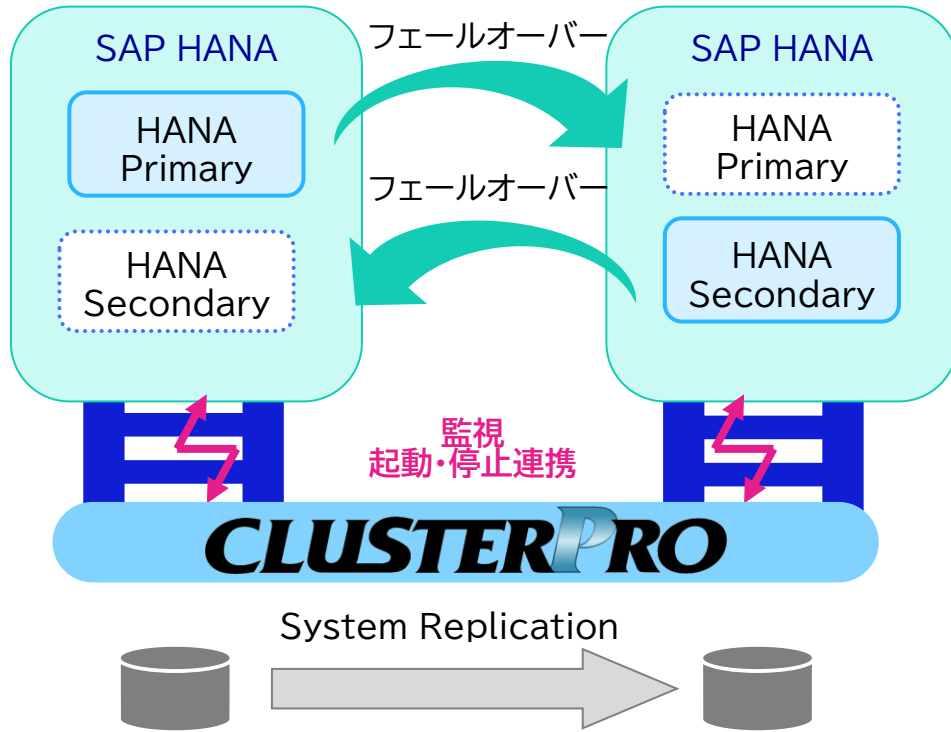 フェールオーバー
SAP HANA
SAP HANA
HANA
Primary
HANA
Primary
フェールオーバー
HANA
Secondary
HANA
Secondary
監視
起動・停止連携
CLUSTERPRO
System Replication